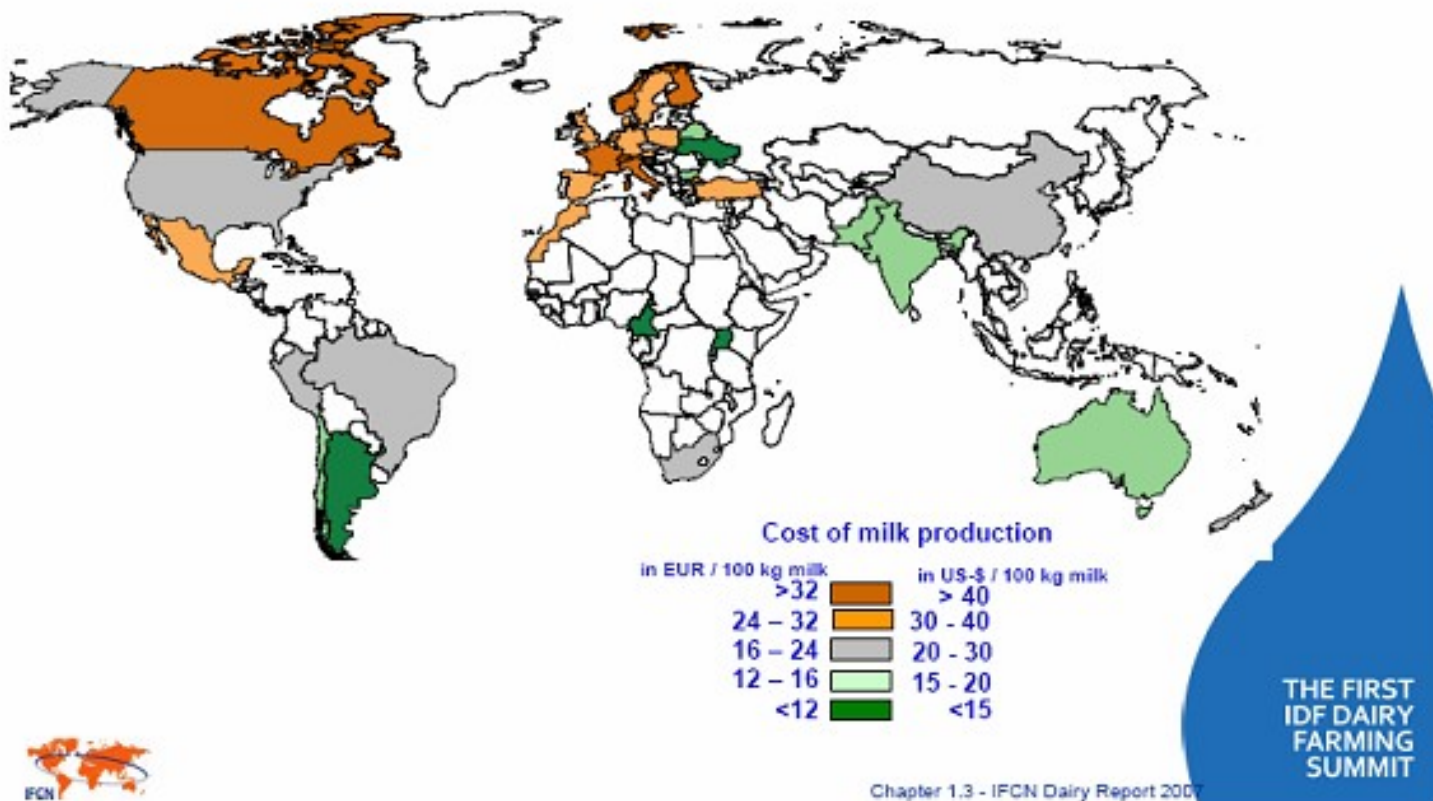 Cost of milk production
in EUR / 100 kg milk
in US-$ / 100 kg milk
>32
> 40
24 – 32
30 - 40
16 – 24
20 - 30
12 – 16
15 - 20
<12
<15
THE FIRST
IDF DAIRY
FARMING
SUMMIT
IFCN
Chapter 1.3 - IFCN Dairy Report 2007